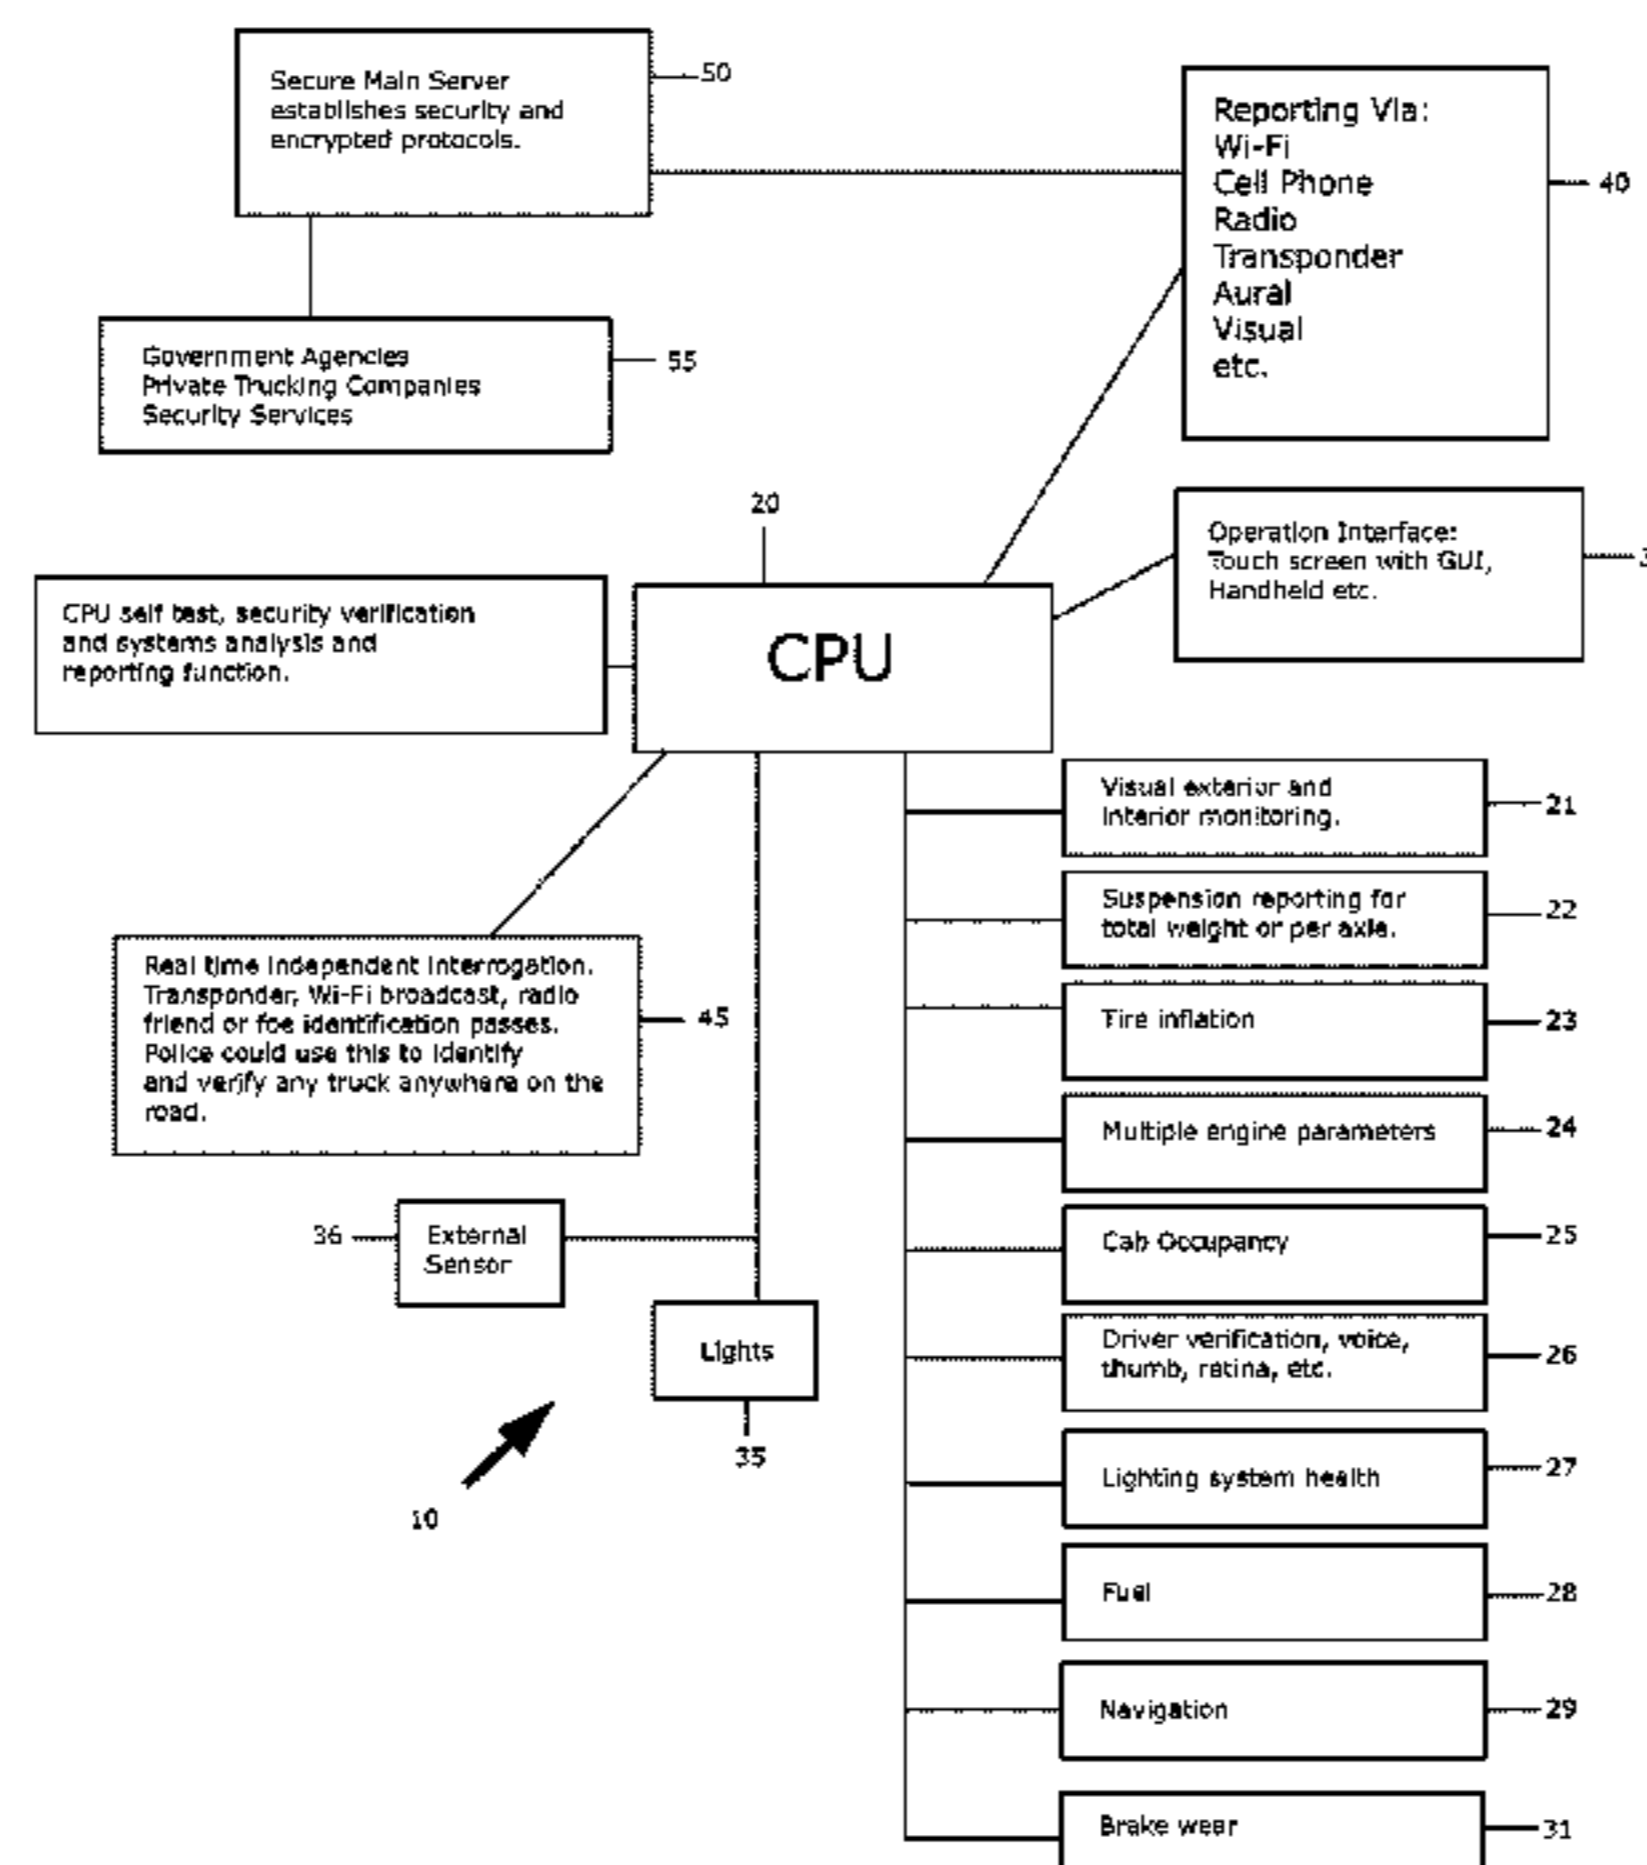 Secure Main Server
establishes security and
encrypted protocols.
50
Reporting Via:
Wi-Fi
Cell Phone
Radio
Transponder
Aural
Visual
etc.
40
Government Agencies
Private Trucking Companies
Security Services
55
20
CPU
Operation Interface:
Touch screen with GUI,
Handheld etc.
CPU self test, security verification
and systems analysis and
reporting function.
Visual exterior and
interior monitoring.
21
Suspension reporting for
total weight or per axle.
22
Tire inflation
23
Multiple engine parameters
24
Cab Occupancy
25
Driver verification, voice,
thumb, retina, etc.
26
Lighting system health
27
Fuel
28
Navigation
29
Brake wear
31
Real time independent interrogation.
Transponder, Wi-Fi broadcast, radio
friend or foe identification passes.
Police could use this to identify
and verify any truck anywhere on the
road.
45
36
External
Sensor
Lights
35
10